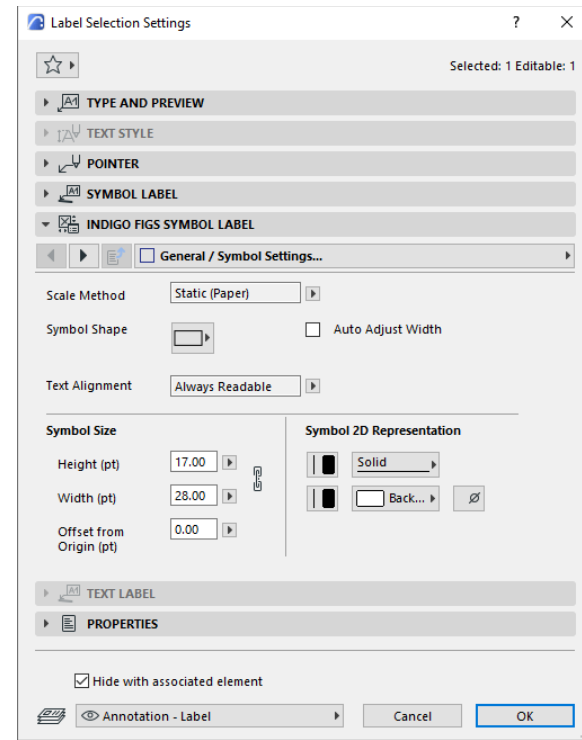 Label Selection Settings
?
Selected: 1 Editable: 1
A1 TYPE AND PREVIEW
TEXT STYLE
POINTER
A1 SYMBOL LABEL
INDIGO FIGS SYMBOL LABEL
General / Symbol Settings...
Scale Method Static (Paper)
Symbol Shape Auto Adjust Width
Text Alignment Always Readable
Symbol Size Symbol 2D Representation
Height (pt) 17.00 Solid
Width (pt) 28.00 Back...
Offset from 0.00
Origin (pt)
A1 TEXT LABEL
PROPERTIES
Hide with associated element
Annotation - Label Cancel OK